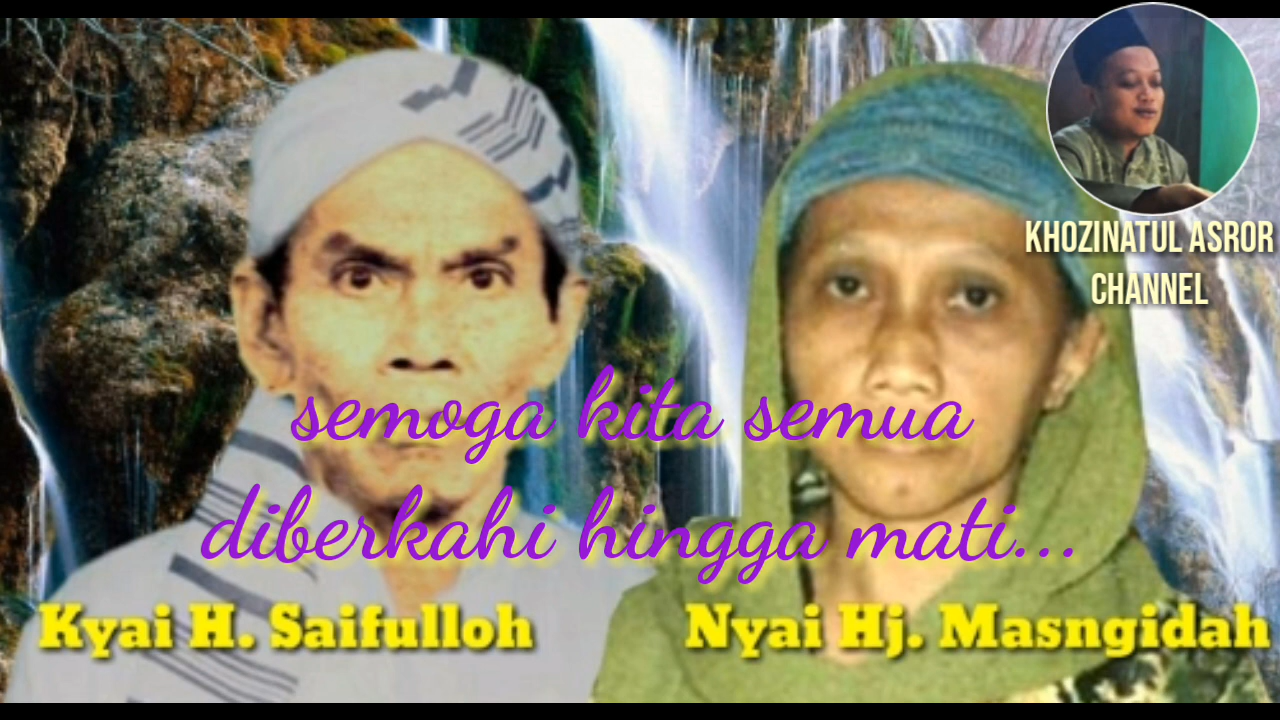 KHOZINATUL ASROR
CHANNEL
semoga kita semua
diberkahi hingga mati...
Kyai H. Saifulloh
Nyai Hj. Masngidah